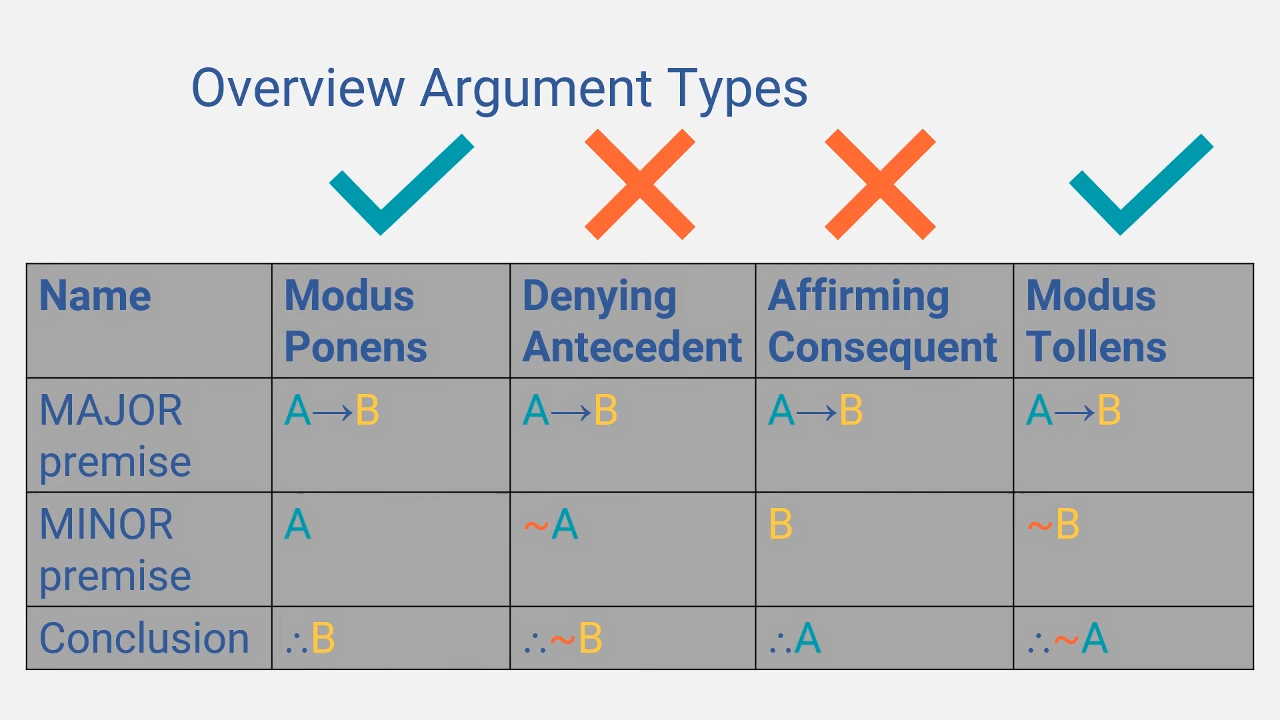 Overview Argument Types
Name Modus Ponens Denying Antecedent Affirming Consequent Modus Tollens
MAJOR premise A→B A→B A→B A→B
MINOR premise A ~A B ~B
Conclusion ∴B ∴~B ∴A ∴~A